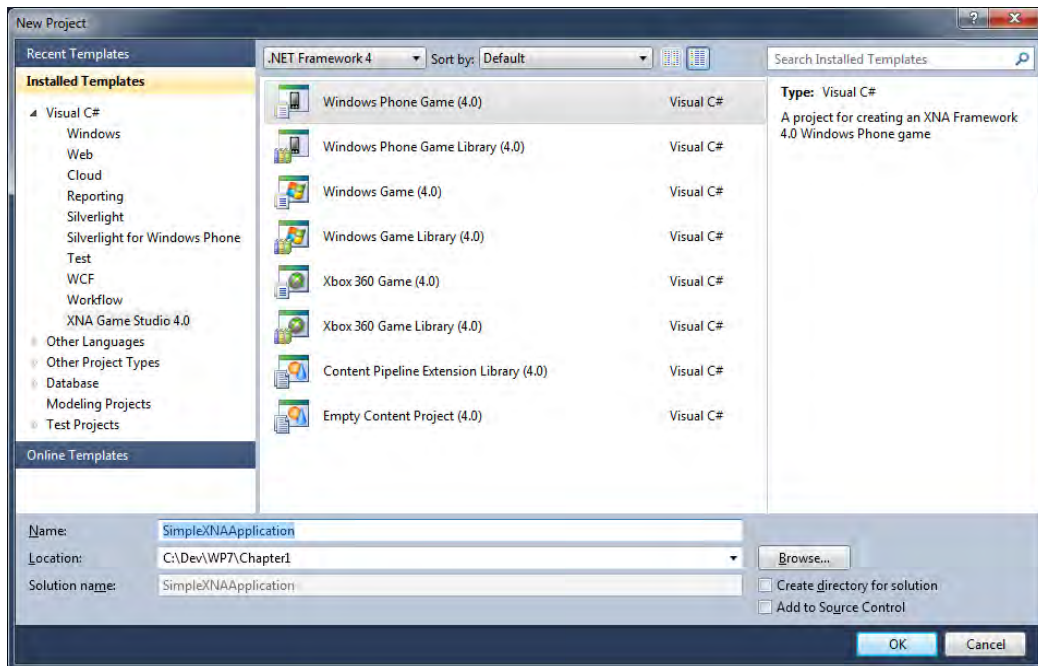 New Project
Recent Templates
Installed Templates
Visual C#
Windows
Web
Cloud
Reporting
Silverlight
Silverlight for Windows Phone
Test
WCF
Workflow
XNA Game Studio 4.0
Other Languages
Other Project Types
Database
Modeling Projects
Test Projects
Online Templates
.NET Framework 4 Sort by: Default
Windows Phone Game (4.0) Visual C#
Windows Phone Game Library (4.0) Visual C#
Windows Game (4.0) Visual C#
Windows Game Library (4.0) Visual C#
Xbox 360 Game (4.0) Visual C#
Xbox 360 Game Library (4.0) Visual C#
Content Pipeline Extension Library (4.0) Visual C#
Empty Content Project (4.0) Visual C#
Search Installed Templates
Type: Visual C#
A project for creating an XNA Framework
4.0 Windows Phone game
Name: SimpleXNAApplication
Location: C:\Dev\WP7\Chapter1 Browse...
Solution name: SimpleXNAApplication
Create directory for solution
Add to Source Control
OK Cancel